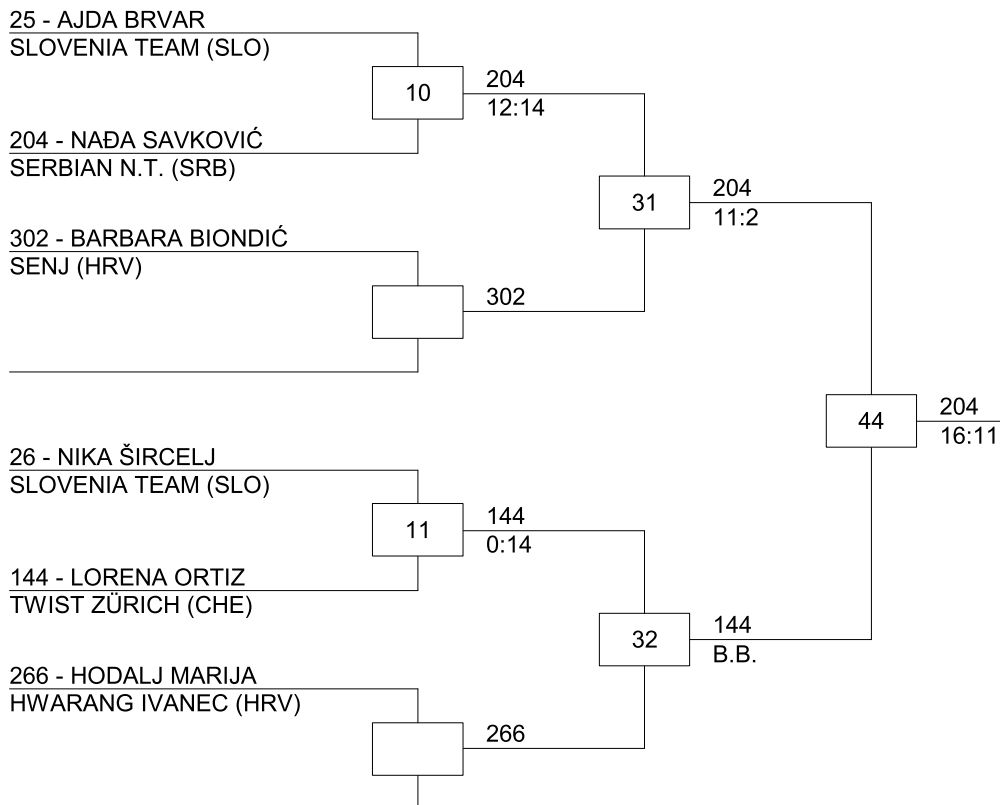 25 - AJDA BRVAR
SLOVENIA TEAM (SLO)
10
204
12:14
204 - NAĐA SAVKOVIĆ
SERBIAN N.T. (SRB)
31
204
11:2
302 - BARBARA BIONDIĆ
SENJ (HRV)
302
44
204
16:11
26 - NIKA ŠIRCELJ
SLOVENIA TEAM (SLO)
11
144
0:14
144 - LORENA ORTIZ
TWIST ZÜRICH (CHE)
32
144
B.B.
266 - HODALJ MARIJA
HWARANG IVANEC (HRV)
266